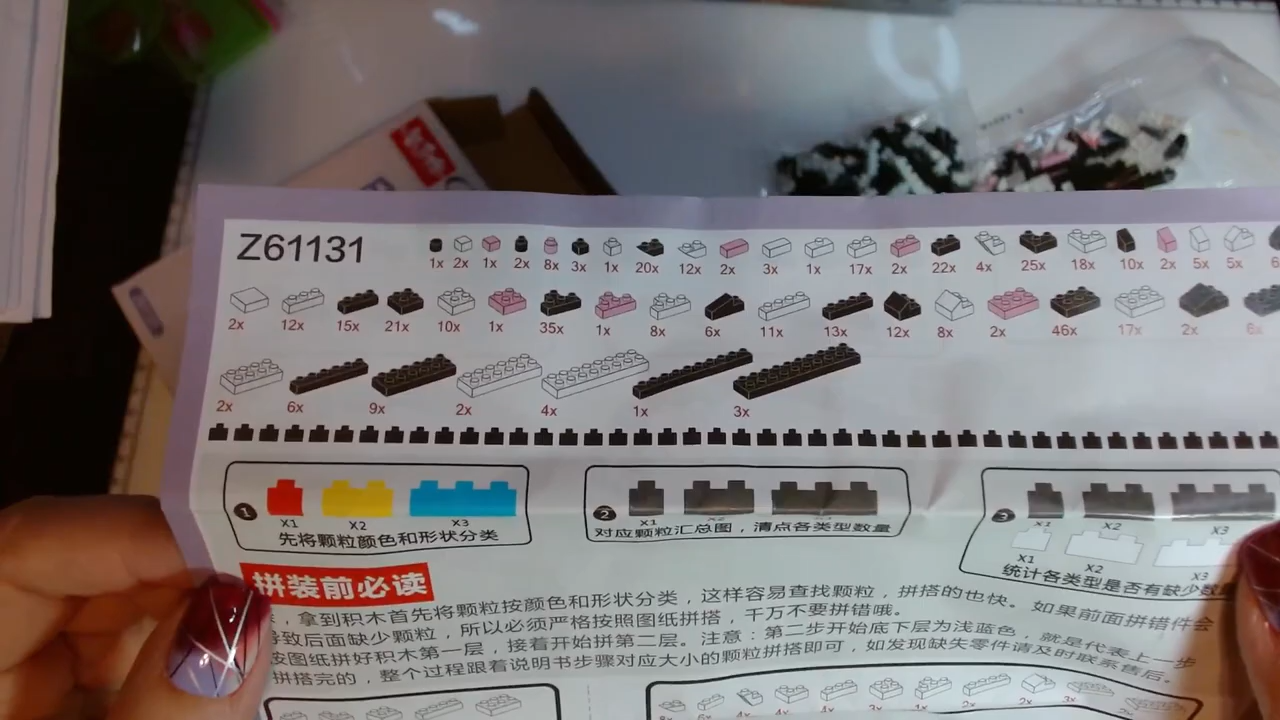 Z61131
1x 2x 1x 2x 8x 3x 1x 20x 12x 2x 3x 1x 17x 2x 22x 4x 25x 18x 10x 2x 5x 5x
2x 12x 15x 21x 10x 1x 35x 1x 8x 6x 11x 13x 12x 8x 2x 46x 17x 2x 6x
2x 6x 9x 2x 4x 1x 3x
1 X1 X2 X3
先将颗粒颜色和形状分类
2 X1 X2 X3
对应颗粒汇总图，清点各类型数量
3 X1 X2 X3
X1 X2 X3
统计各类型是否有缺少数
拼装前必读
，拿到积木首先将颗粒按颜色和形状分类，这样容易查找颗粒，拼搭的也快。如果前面拼错件会
导致后面缺少颗粒，所以必须严格按照图纸拼搭，千万不要拼错哦。
按图纸拼好积木第一层，接着开始拼第二层。注意：第二步开始底下层为浅蓝色，就是代表上一步
拼搭完的，整个过程跟着说明书步骤对应大小的颗粒拼搭即可，如发现缺失零件请及时联系售后。